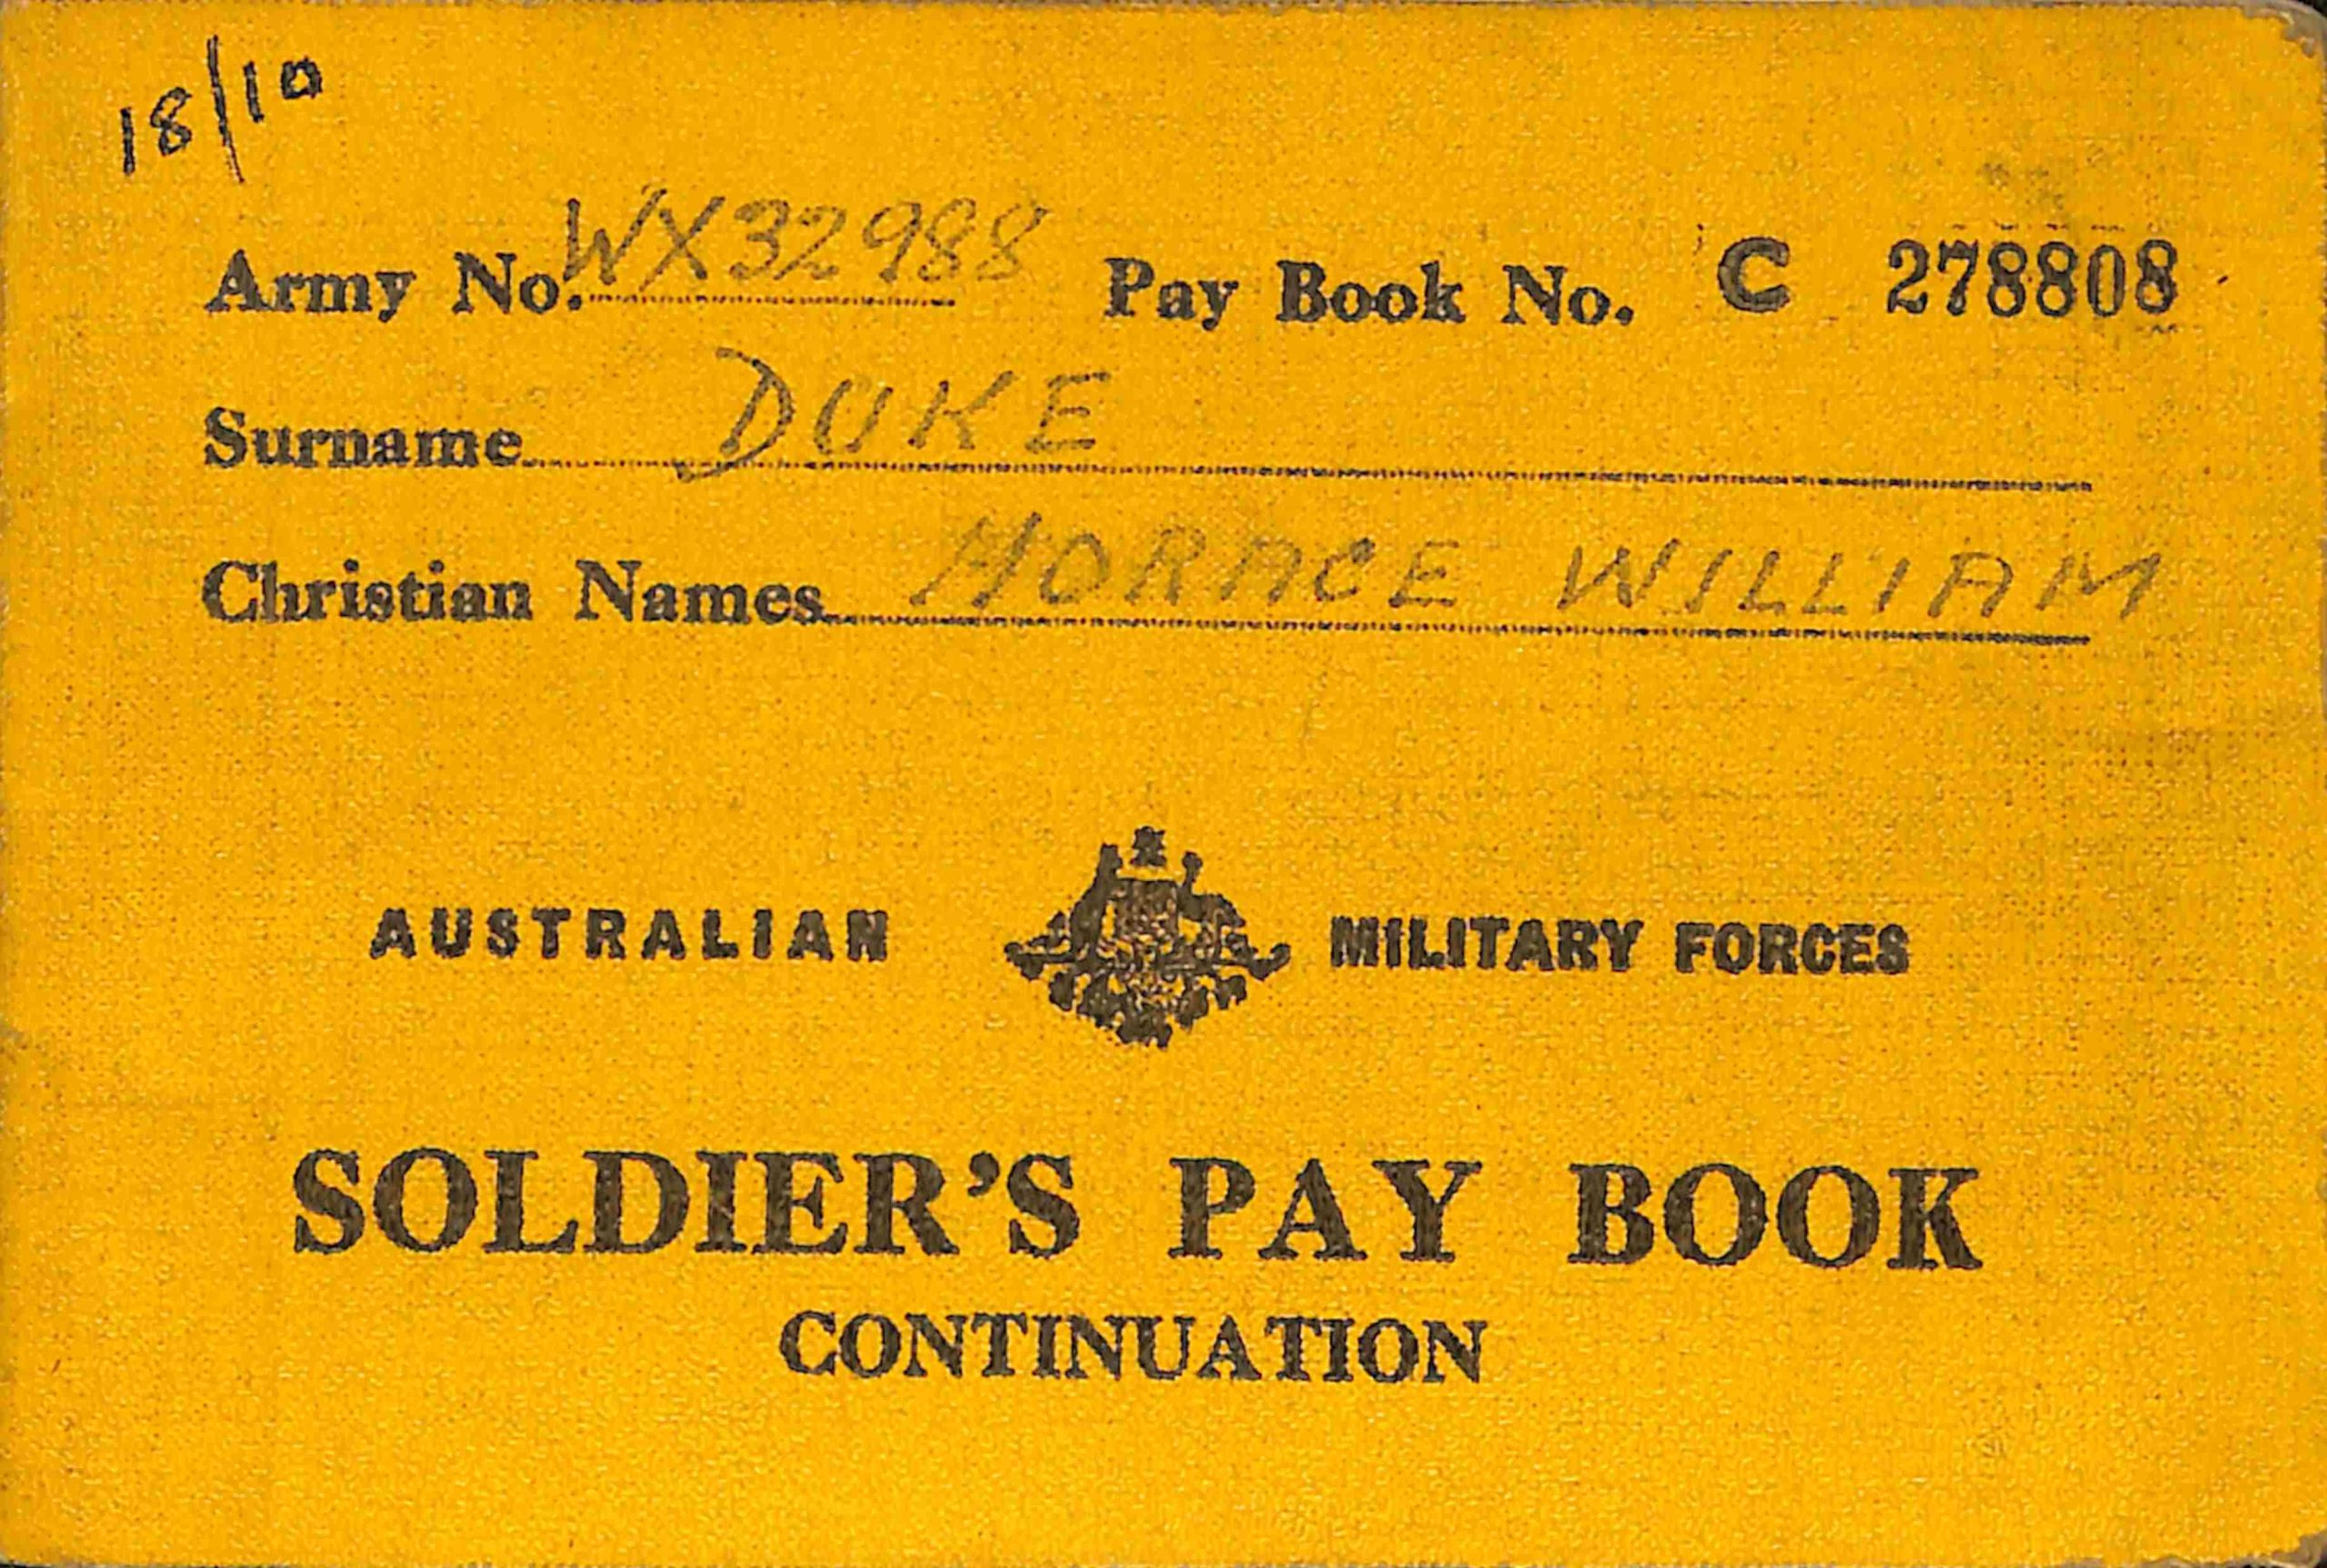 18/10
Army No. WX32988 Pay Book No. C 278808
Surname DUKE
Christian Names HORACE WILLIAM
AUSTRALIAN MILITARY FORCES
SOLDIER'S PAY BOOK
CONTINUATION